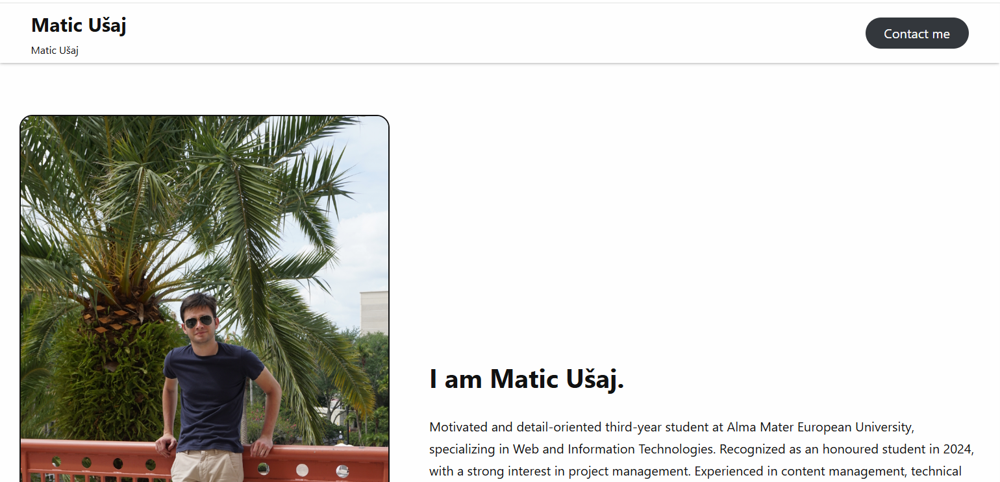 Matic Ušaj
Matic Ušaj
Contact me
I am Matic Ušaj.
Motivated and detail-oriented third-year student at Alma Mater European University,
specializing in Web and Information Technologies. Recognized as an honoured student in 2024,
with a strong interest in project management. Experienced in content management, technical